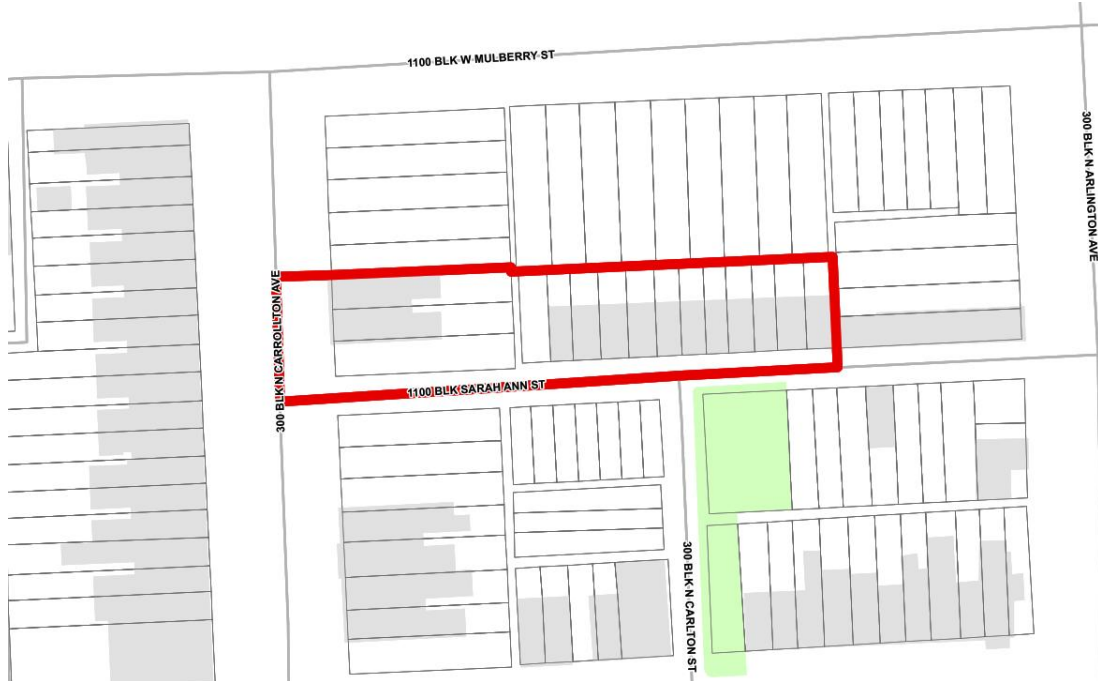 1100 BLK W MULBERRY ST
300 BLK N ARLINGTON AVE
300 BLK N CARROLLTON AVE
1100 BLK SARAH ANN ST
300 BLK N CARLTON ST